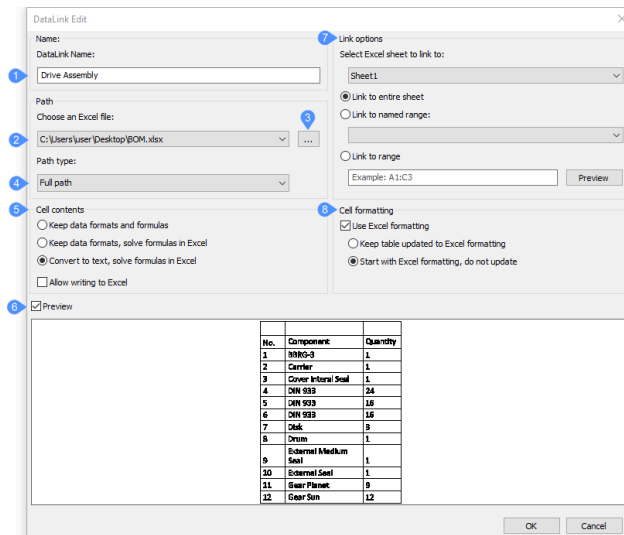 DataLink Edit
Name:
DataLink Name:
1 Drive Assembly
Path
Choose an Excel file:
3
2 C:\Users\user\Desktop\BOM.xlsx ...
Path type:
4 Full path
5 Cell contents
Keep data formats and formulas
Keep data formats, solve formulas in Excel
Convert to text, solve formulas in Excel
Allow writing to Excel
7 Link options
Select Excel sheet to link to:
Sheet1
Link to entire sheet
Link to named range:
Link to range
Example: A1:C3 Preview
8 Cell formatting
Use Excel formatting
Keep table updated to Excel formatting
Start with Excel formatting, do not update
6 Preview
No. Component Quantity
1 BBRG-3 1
2 Carrier 1
3 Cover Interal Seal 1
4 DIN 933 24
5 DIN 933 16
6 DIN 933 16
7 Disk 3
8 Drum 1
External Medium
9 Seal 1
10 External Seal 1
11 Gear Planet 9
12 Gear Sun 12
OK Cancel